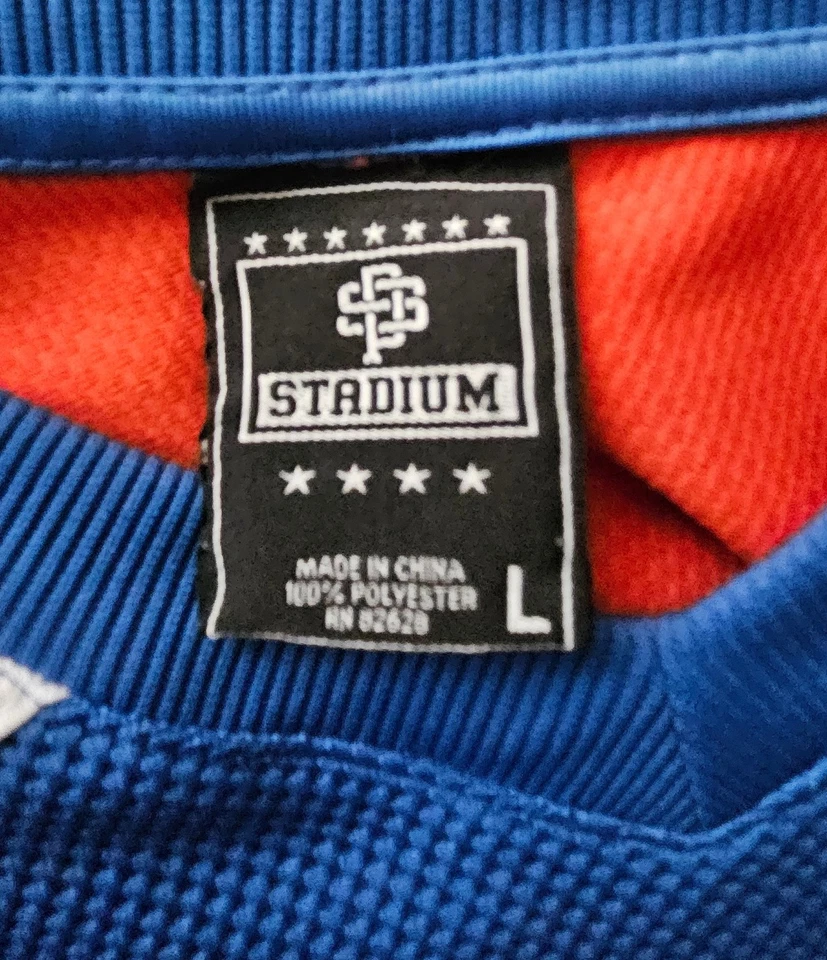 STADIUM
MADE IN CHINA
100% POLYESTER
RN 82628
L